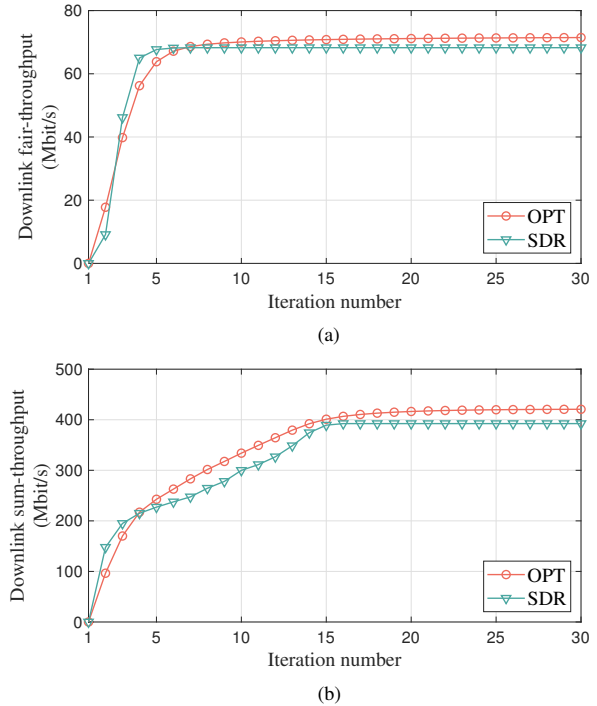 80
60
40
20
0
Downlink fair-throughput
(Mbit/s)
OPT
SDR
1 5 10 15 20 25 30
Iteration number
(a)
500
400
300
200
100
0
Downlink sum-throughput
(Mbit/s)
OPT
SDR
1 5 10 15 20 25 30
Iteration number
(b)